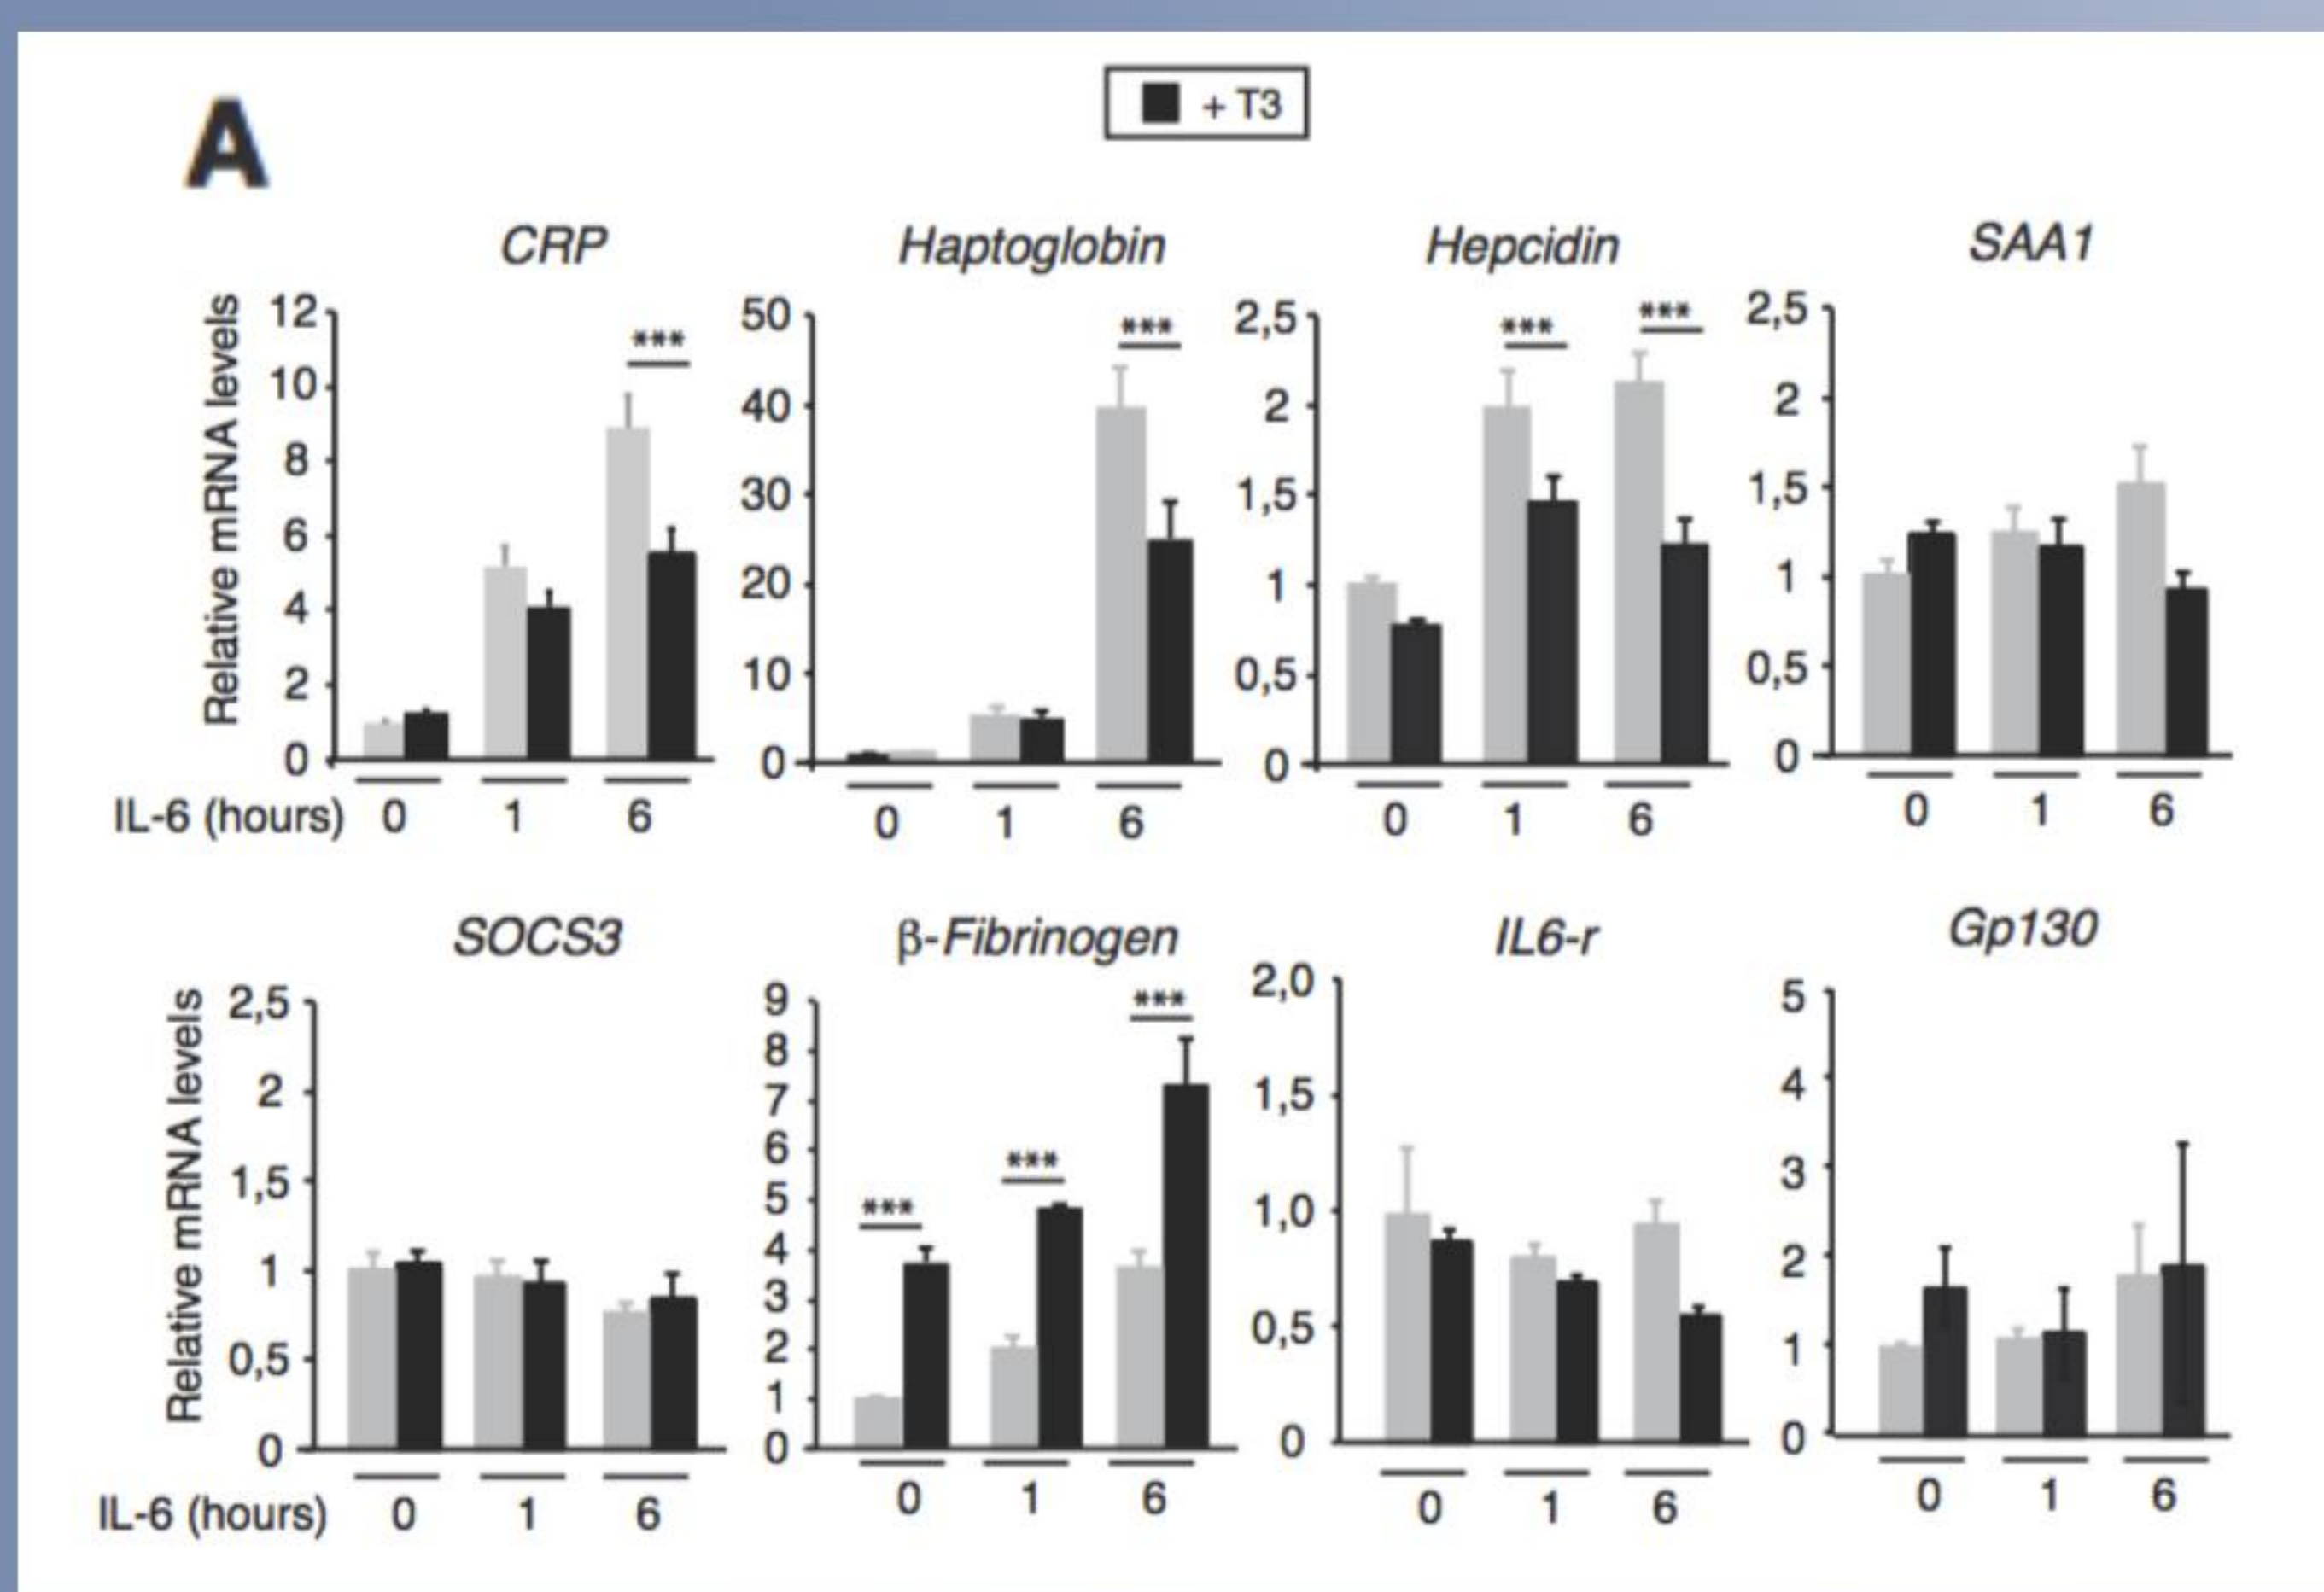 A
+ T3
CRP
Relative mRNA levels
12
10
8
6
4
2
0
***
IL-6 (hours) 0 1 6
Haptoglobin
50
40
30
20
10
0
***
0 1 6
Hepcidin
2,5
2
1,5
1
0,5
0
***
***
0 1 6
SAA1
2,5
2
1,5
1
0,5
0
0 1 6
SOCS3
Relative mRNA levels
2,5
2
1,5
1
0,5
0
IL-6 (hours) 0 1 6
β-Fibrinogen
9
8
7
6
5
4
3
2
1
0
***
***
***
0 1 6
IL6-r
2,0
1,5
1,0
0,5
0
0 1 6
Gp130
5
4
3
2
1
0
0 1 6